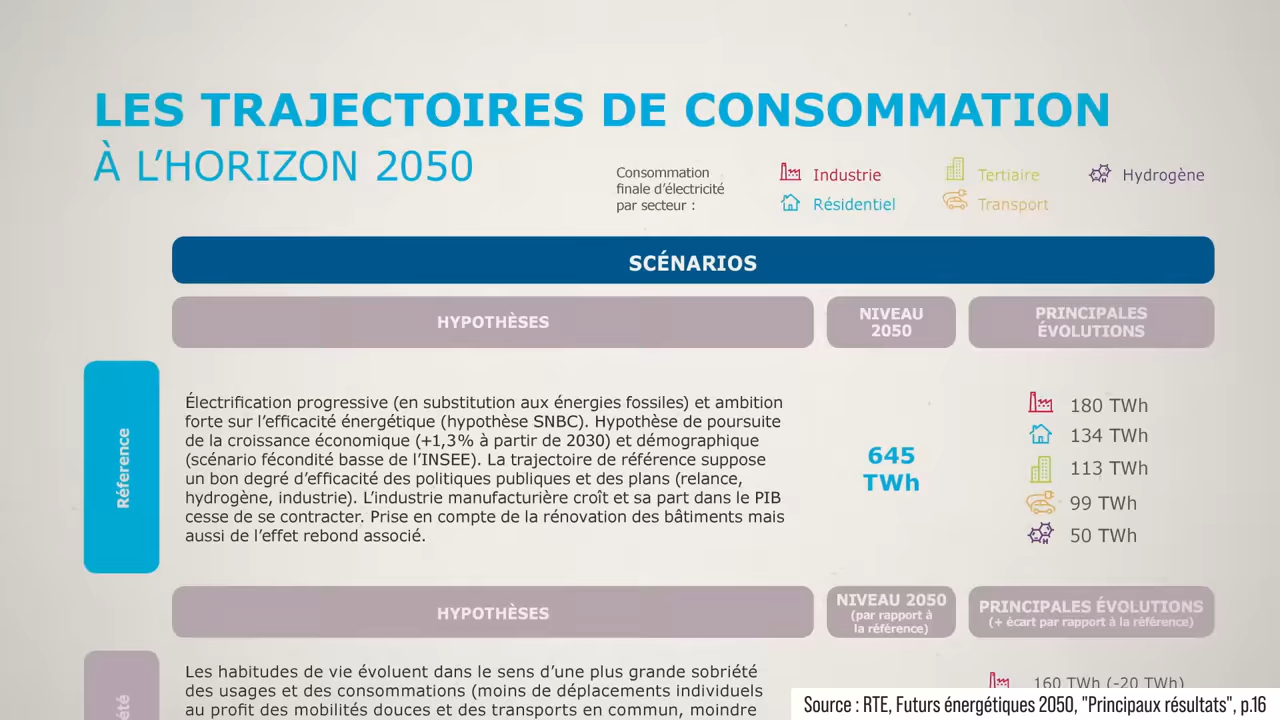 LES TRAJECTOIRES DE CONSOMMATION
À L’HORIZON 2050
Consommation
finale d’électricité
par secteur :
Industrie
Tertiaire
Hydrogène
Résidentiel
Transport
SCÉNARIOS
HYPOTHÈSES
NIVEAU
2050
PRINCIPALES
ÉVOLUTIONS
Référence
Électrification progressive (en substitution aux énergies fossiles) et ambition
forte sur l’efficacité énergétique (hypothèse SNBC). Hypothèse de poursuite
de la croissance économique (+1,3% à partir de 2030) et démographique
(scénario fécondité basse de l’INSEE). La trajectoire de référence suppose
un bon degré d’efficacité des politiques publiques et des plans (relance,
hydrogène, industrie). L’industrie manufacturière croît et sa part dans le PIB
cesse de se contracter. Prise en compte de la rénovation des bâtiments mais
aussi de l’effet rebond associé.
645
TWh
180 TWh
134 TWh
113 TWh
99 TWh
50 TWh
HYPOTHÈSES
NIVEAU 2050
(par rapport à
la référence)
PRINCIPALES ÉVOLUTIONS
(+ écart par rapport à la référence)
Les habitudes de vie évoluent dans le sens d’une plus grande sobriété
des usages et des consommations (moins de déplacements individuels
au profit des mobilités douces et des transports en commun, moindre
160 TWh (-20 TWh)
Source : RTE, Futurs énergétiques 2050, "Principaux résultats", p.16